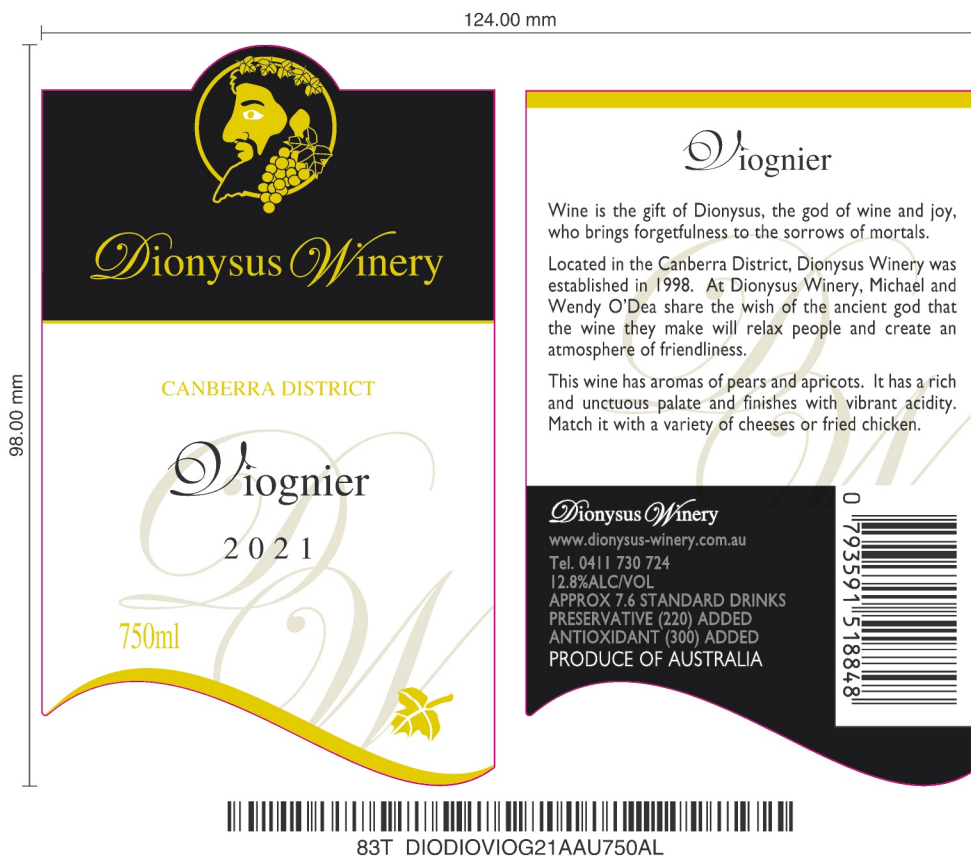 124.00 mm
98.00 mm
Dionysus Winery
CANBERRA DISTRICT
Viognier
2021
750ml
Viognier
Wine is the gift of Dionysus, the god of wine and joy,
who brings forgetfulness to the sorrows of mortals.
Located in the Canberra District, Dionysus Winery was
established in 1998. At Dionysus Winery, Michael and
Wendy O'Dea share the wish of the ancient god that
the wine they make will relax people and create an
atmosphere of friendliness.
This wine has aromas of pears and apricots. It has a rich
and unctuous palate and finishes with vibrant acidity.
Match it with a variety of cheeses or fried chicken.
Dionysus Winery
www.dionysus-winery.com.au
Tel. 0411 730 724
12.8%ALC/VOL
APPROX 7.6 STANDARD DRINKS
PRESERVATIVE (220) ADDED
ANTIOXIDANT (300) ADDED
PRODUCE OF AUSTRALIA
0 793591 518848
DW
DW
83T DIODIOVIOG21AAU750AL